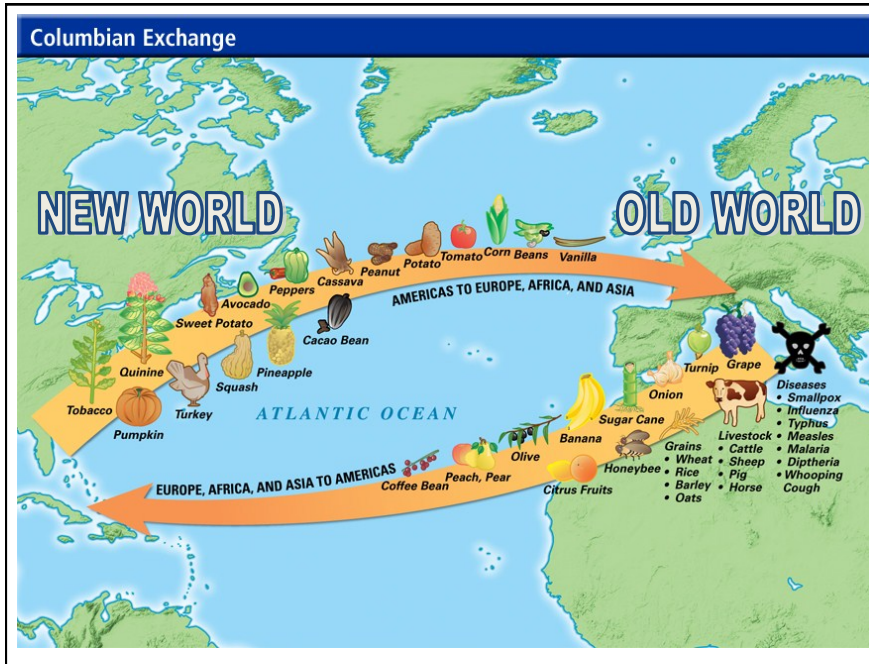 Columbian Exchange
NEW WORLD
OLD WORLD
Tobacco
Quinine
Pumpkin
Sweet Potato
Turkey
Avocado
Squash
Peppers
Pineapple
Cassava
Cacao Bean
Peanut
Potato
Tomato
Corn
Beans
Vanilla
AMERICAS TO EUROPE, AFRICA, AND ASIA
ATLANTIC OCEAN
EUROPE, AFRICA, AND ASIA TO AMERICAS
Coffee Bean
Peach, Pear
Olive
Banana
Citrus Fruits
Sugar Cane
Honeybee
Onion
Turnip
Grape
Grains
• Wheat
• Rice
• Barley
• Oats
Livestock
• Cattle
• Sheep
• Pig
• Horse
Diseases
• Smallpox
• Influenza
• Typhus
• Measles
• Malaria
• Diptheria
• Whooping
Cough